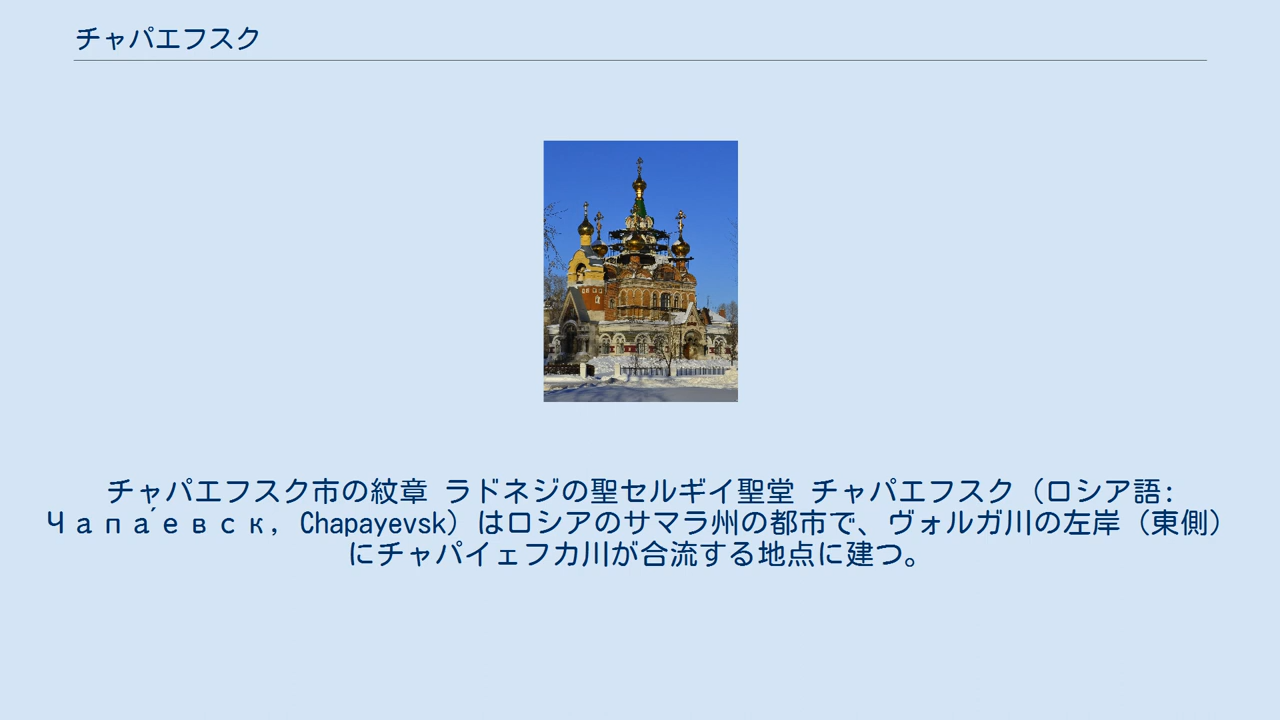 チャパエフスク
チャパエフスク市の紋章 ラドネジの聖セルギイ聖堂 チャパエフスク（ロシア語:
Чапа́евск, Chapayevsk）はロシアのサマラ州の都市で、ヴォルガ川の左岸（東側）
にチャパイェフカ川が合流する地点に建つ。